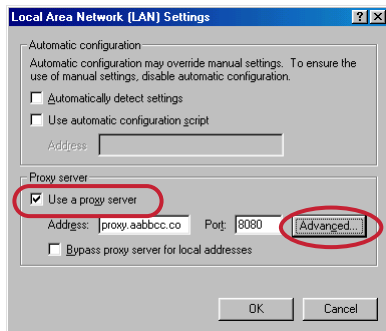 Local Area Network (LAN) Settings
Automatic configuration
Automatic configuration may override manual settings. To ensure the
use of manual settings, disable automatic configuration.
Automatically detect settings
Use automatic configuration script
Address
Proxy server
Use a proxy server
Address: proxy.aabbcc.co Port: 8080 Advanced...
Bypass proxy server for local addresses
OK Cancel